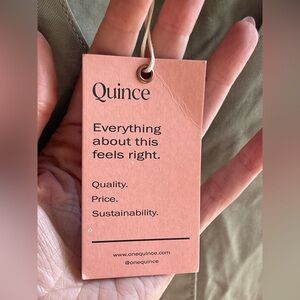 Quince
Everything
about this
feels right.
Quality.
Price.
Sustainability.
www.onequince.com
@onequince